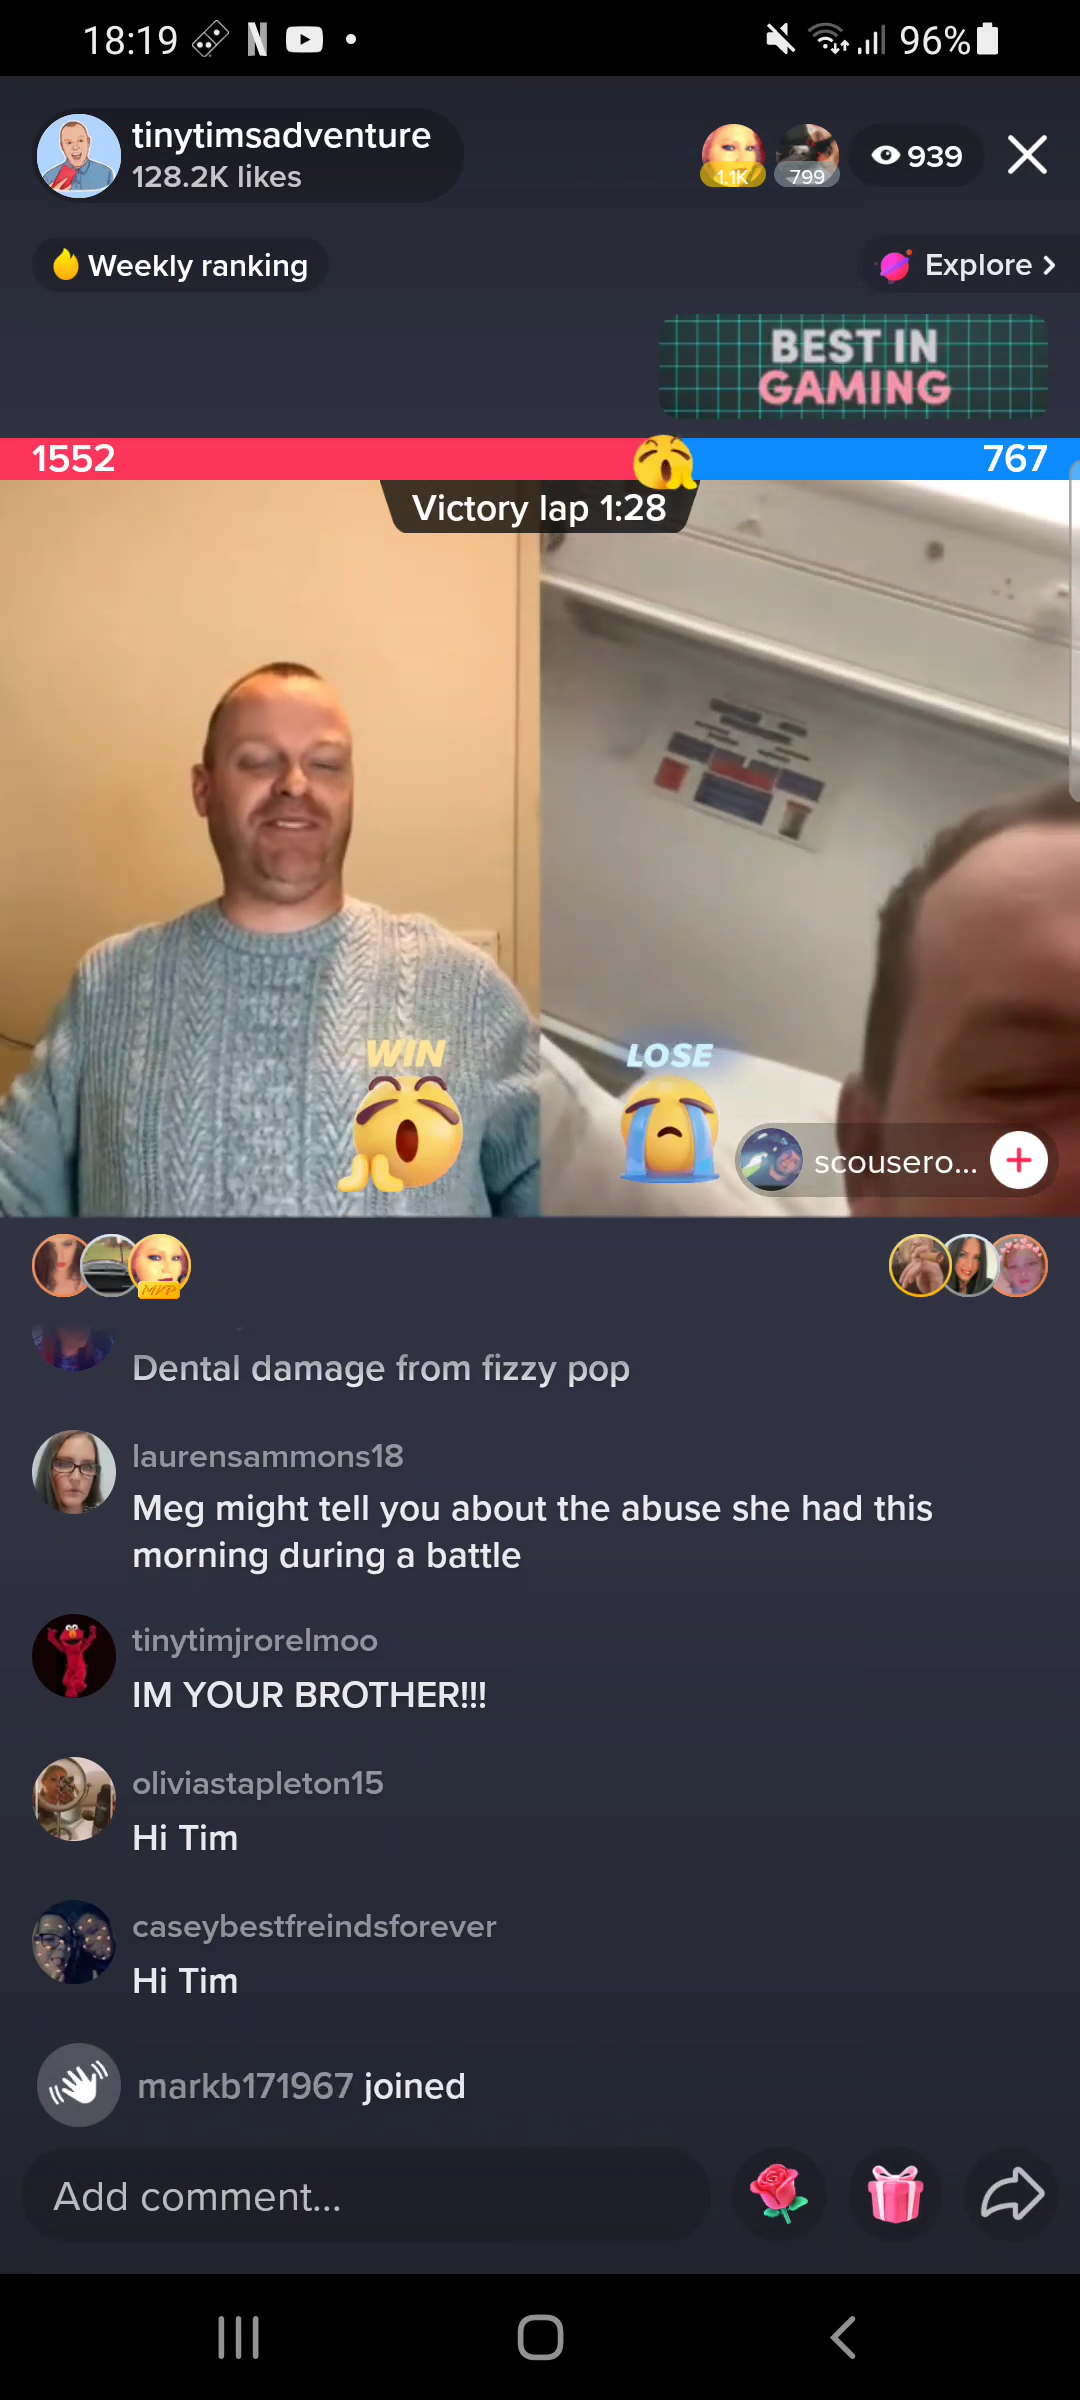 18:19
96%
tinytimsadventure
128.2K likes
1.1K
799
939
Weekly ranking
Explore
BEST IN
GAMING
1552
767
Victory lap 1:28
WIN
LOSE
scousero...
MVP
Dental damage from fizzy pop
laurensammons18
Meg might tell you about the abuse she had this
morning during a battle
tinytimjrorelmoo
IM YOUR BROTHER!!!
oliviastapleton15
Hi Tim
caseybestfreindsforever
Hi Tim
markb171967 joined
Add comment...